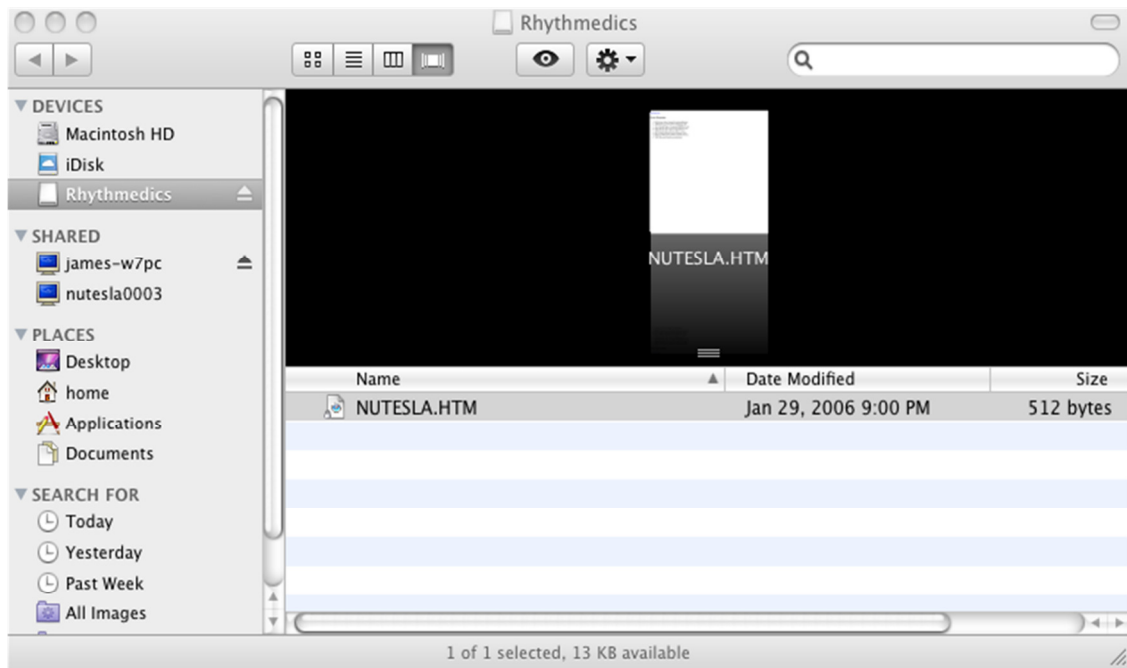 Rhythmedics
DEVICES
Macintosh HD
iDisk
Rhythmedics
SHARED
james-w7pc
nutesla0003
PLACES
Desktop
home
Applications
Documents
SEARCH FOR
Today
Yesterday
Past Week
All Images
NUTESLA.HTM
Name Date Modified Size
NUTESLA.HTM Jan 29, 2006 9:00 PM 512 bytes
1 of 1 selected, 13 KB available